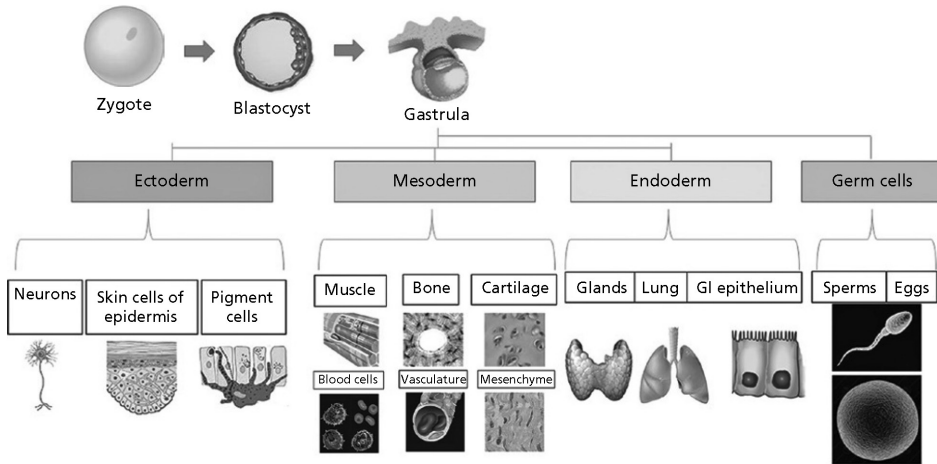 Zygote
Blastocyst
Gastrula
Ectoderm
Mesoderm
Endoderm
Germ cells
Neurons
Skin cells of
epidermis
Pigment
cells
Muscle
Bone
Cartilage
Glands
Lung
GI epithelium
Sperms
Eggs
Blood cells
Vasculature
Mesenchyme